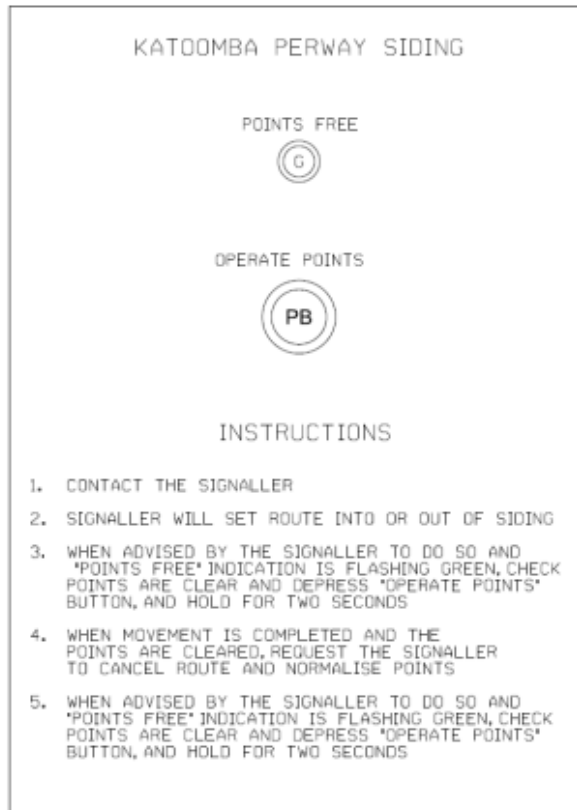 KATOOMBA PERWAY SIDING
POINTS FREE
G
OPERATE POINTS
PB
INSTRUCTIONS
1. CONTACT THE SIGNALLER
2. SIGNALLER WILL SET ROUTE INTO OR OUT OF SIDING
3. WHEN ADVISED BY THE SIGNALLER TO DO SO AND
"POINTS FREE" INDICATION IS FLASHING GREEN, CHECK
POINTS ARE CLEAR AND DEPRESS "OPERATE POINTS"
BUTTON, AND HOLD FOR TWO SECONDS
4. WHEN MOVEMENT IS COMPLETED AND THE
POINTS ARE CLEARED, REQUEST THE SIGNALLER
TO CANCEL ROUTE AND NORMALISE POINTS
5. WHEN ADVISED BY THE SIGNALLER TO DO SO AND
"POINTS FREE" INDICATION IS FLASHING GREEN, CHECK
POINTS ARE CLEAR AND DEPRESS "OPERATE POINTS"
BUTTON, AND HOLD FOR TWO SECONDS